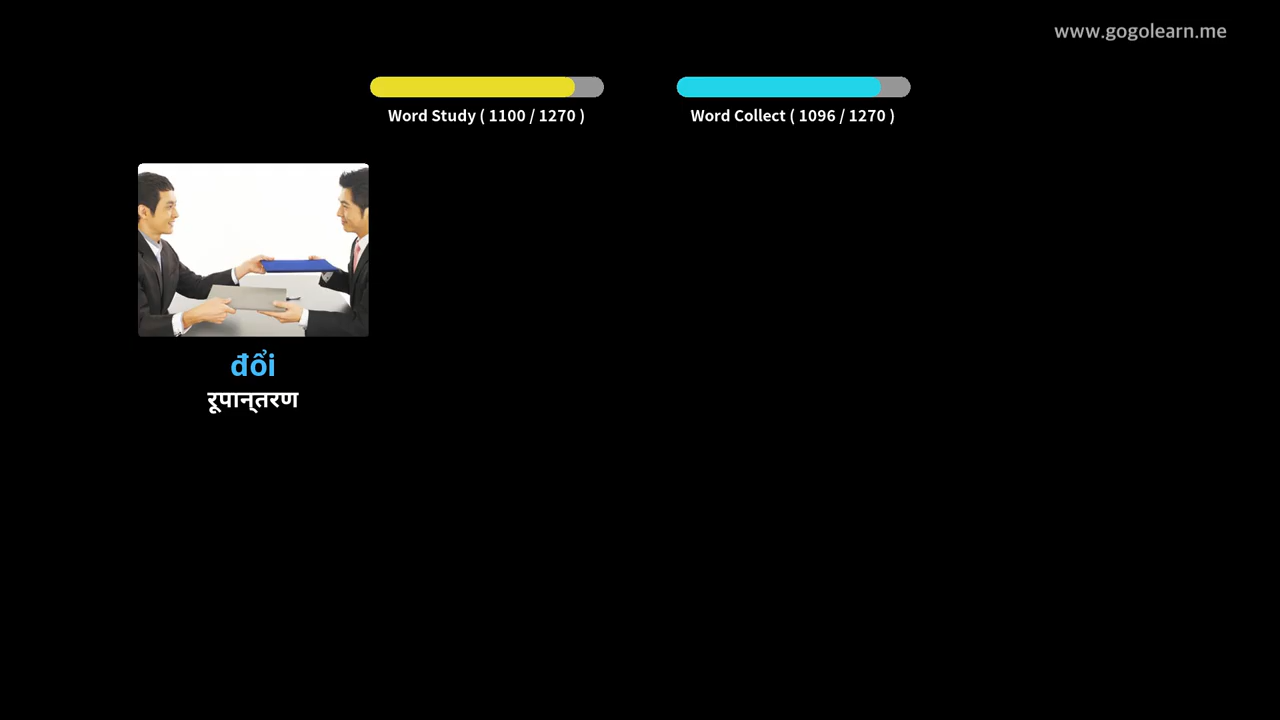 www.gogolearn.me
Word Study ( 1100 / 1270 )
Word Collect ( 1096 / 1270 )
đổi
रूपान्‌तरण